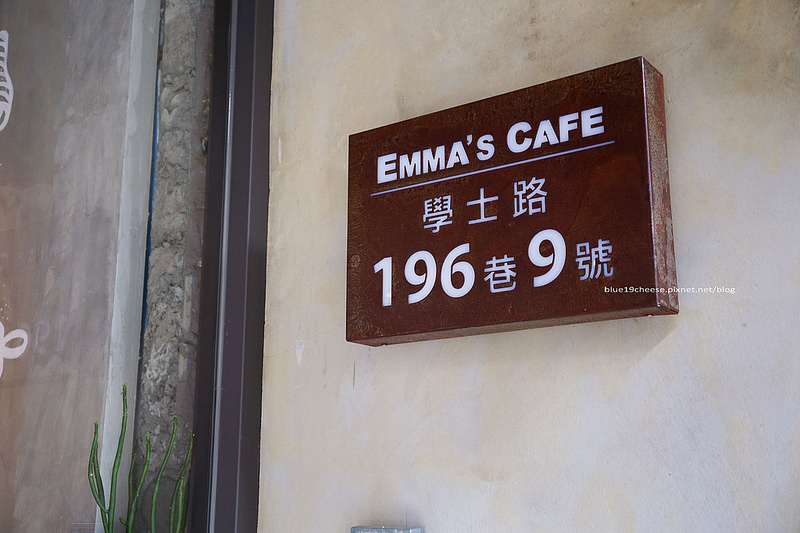 EMMA'S CAFE
學士路
196巷9號
blue19cheese.pixnet.net/blog